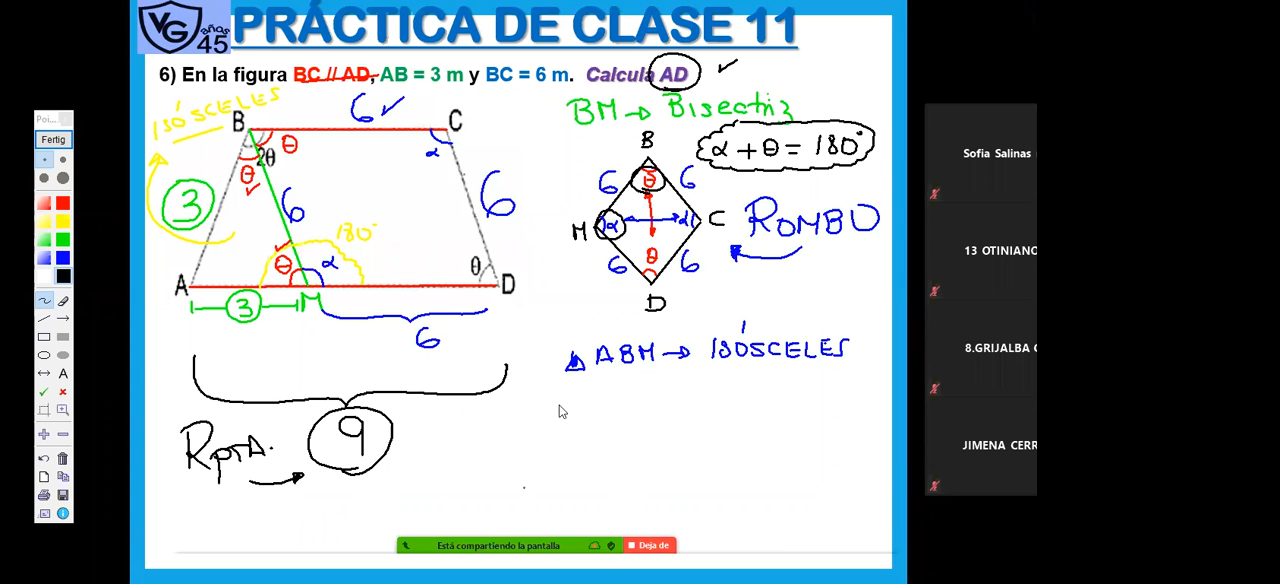 VG
años
45
PRÁCTICA DE CLASE 11
6) En la figura BC // AD, AB = 3 m y BC = 6 m. Calcula AD
ISÓSCELES
BM → Bisectriz
α + θ = 180°
B
6
C
θ
α
2θ
θ
3
6
6
180°
θ
α
θ
A
M
D
3
6
9
Rpta.
B
6
θ
6
M
α
α
C
6
θ
6
D
ROMBO
ABM → ISÓSCELES
Poi...
Fertig
A
Está compartiendo la pantalla
Deja de
Sofia Salinas
13 OTINIANO
8.GRIJALBA
JIMENA CERR